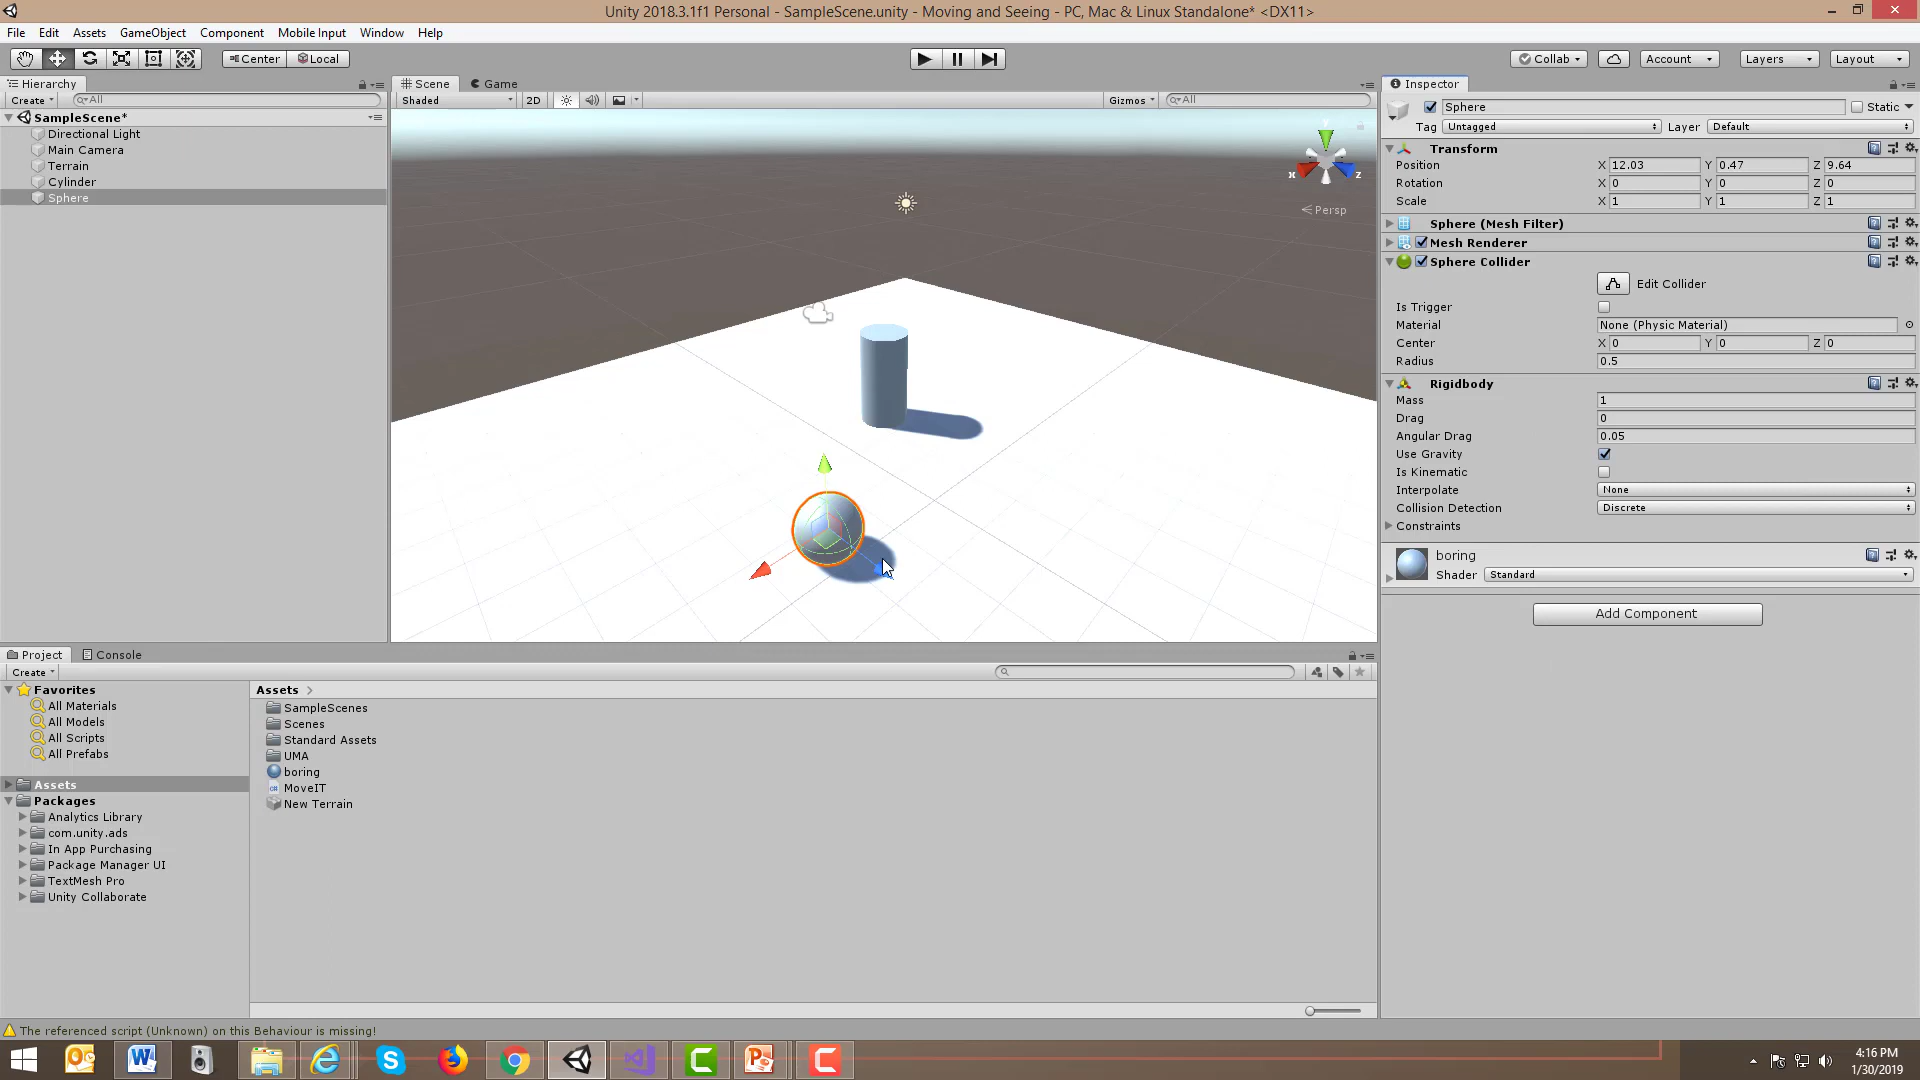 Unity 2018.3.1f1 Personal - SampleScene.unity - Moving and Seeing - PC, Mac & Linux Standalone* <DX11>
File Edit Assets GameObject Component Mobile Input Window Help
Center Local Collab Account Layers Layout
Hierarchy
Create All
SampleScene*
Directional Light
Main Camera
Terrain
Cylinder
Sphere
Scene Game
Shaded 2D Gizmos All
y
x z
Persp
Inspector
Sphere Static
Tag Untagged Layer Default
Transform
Position X 12.03 Y 0.47 Z 9.64
Rotation X 0 Y 0 Z 0
Scale X 1 Y 1 Z 1
Sphere (Mesh Filter)
Mesh Renderer
Sphere Collider
Edit Collider
Is Trigger
Material None (Physic Material)
Center X 0 Y 0 Z 0
Radius 0.5
Rigidbody
Mass 1
Drag 0
Angular Drag 0.05
Use Gravity
Is Kinematic
Interpolate None
Collision Detection Discrete
Constraints
boring
Shader Standard
Add Component
Project Console
Create
Favorites
All Materials
All Models
All Scripts
All Prefabs
Assets
Packages
Analytics Library
com.unity.ads
In App Purchasing
Package Manager UI
TextMesh Pro
Unity Collaborate
Assets
SampleScenes
Scenes
Standard Assets
UMA
boring
MoveIT
New Terrain
The referenced script (Unknown) on this Behaviour is missing!
4:16 PM
1/30/2019